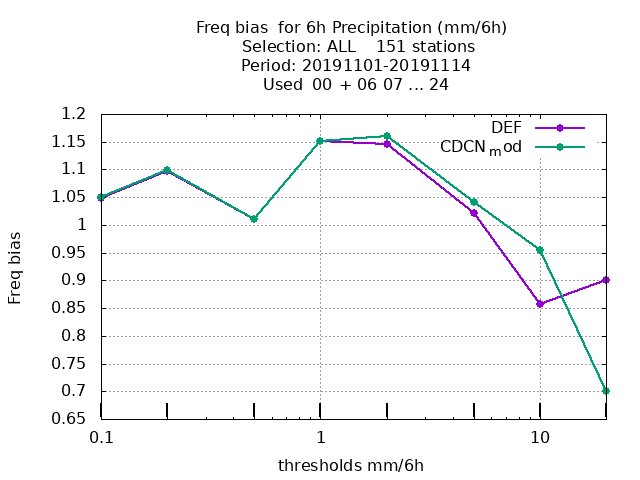 Freq bias  for 6h Precipitation (mm/6h)
Selection: ALL    151 stations
Period: 20191101-20191114
Used  00  + 06 07 ... 24
1.2
1.15
1.1
1.05
1
0.95
0.9
0.85
0.8
0.75
0.7
0.65
Freq bias
DEF
CDCNmod
0.1
1
10
thresholds mm/6h